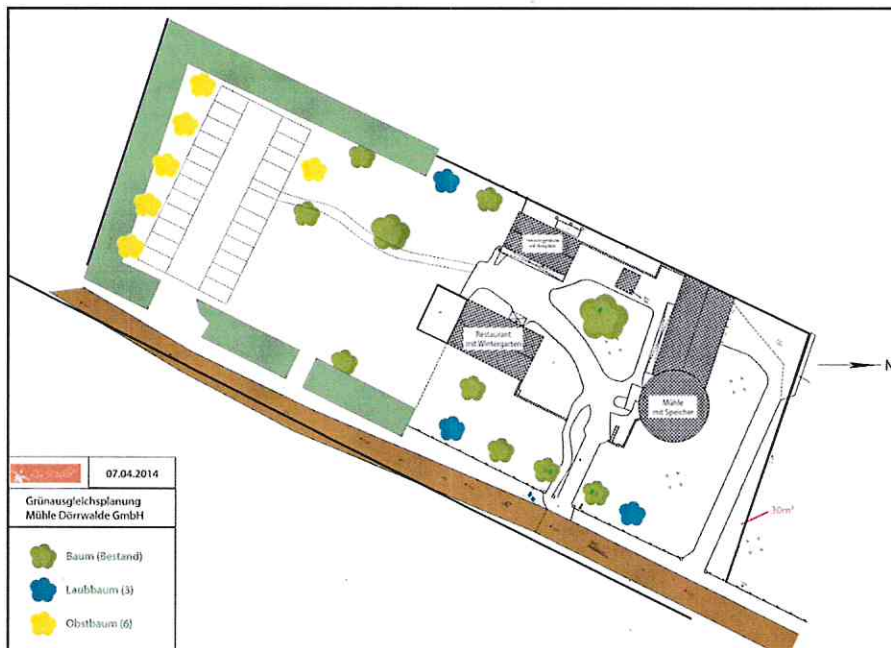 Restaurant
mit Wintergarten
Mühle
mit Speicher
N
30m²
07.04.2014
Grünausgleichsplanung
Mühle Dörrwalde GmbH
Baum (Bestand)
Laubbaum (3)
Obstbaum (6)